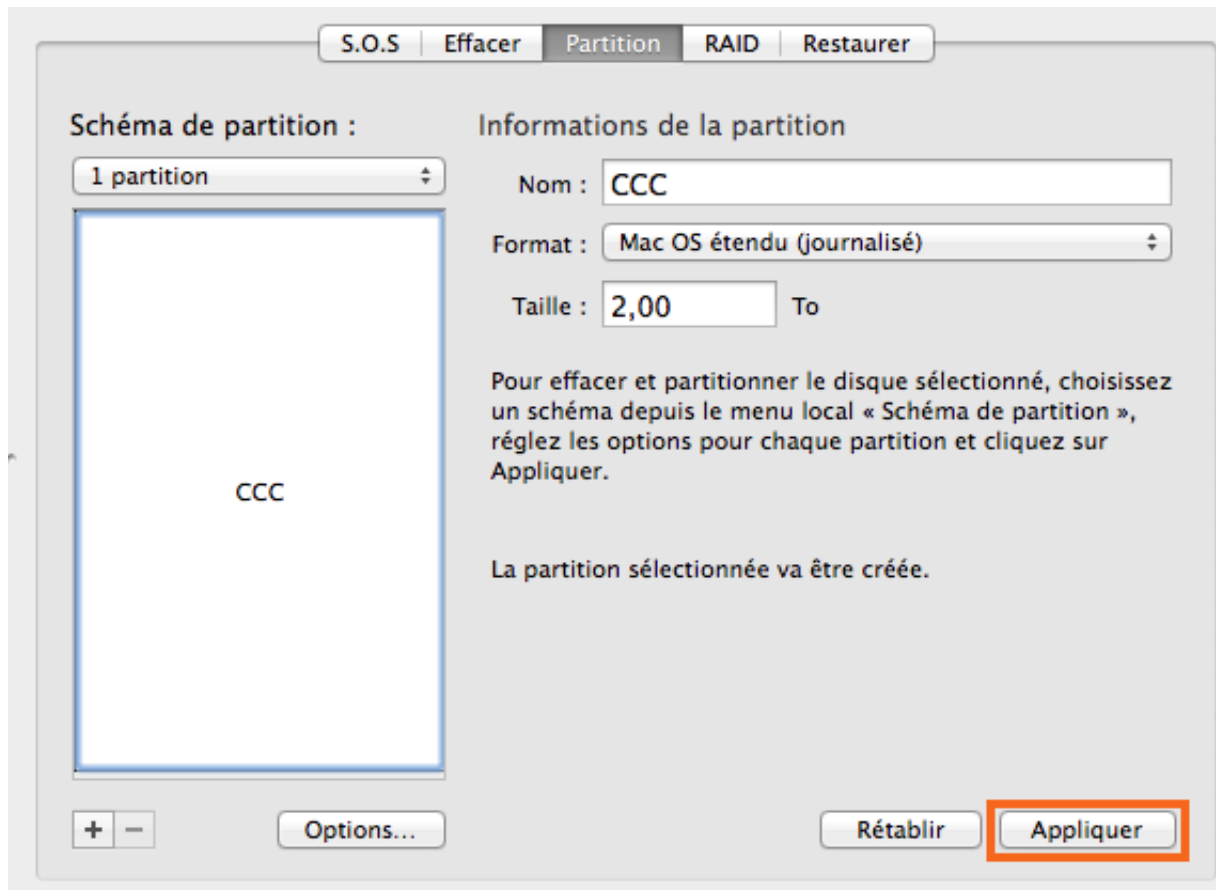 S.O.S Effacer Partition RAID Restaurer
Schéma de partition :
1 partition
CCC
+ −
Options...
Informations de la partition
Nom : CCC
Format : Mac OS étendu (journalisé)
Taille : 2,00 To
Pour effacer et partitionner le disque sélectionné, choisissez
un schéma depuis le menu local « Schéma de partition »,
réglez les options pour chaque partition et cliquez sur
Appliquer.
La partition sélectionnée va être créée.
Rétablir Appliquer